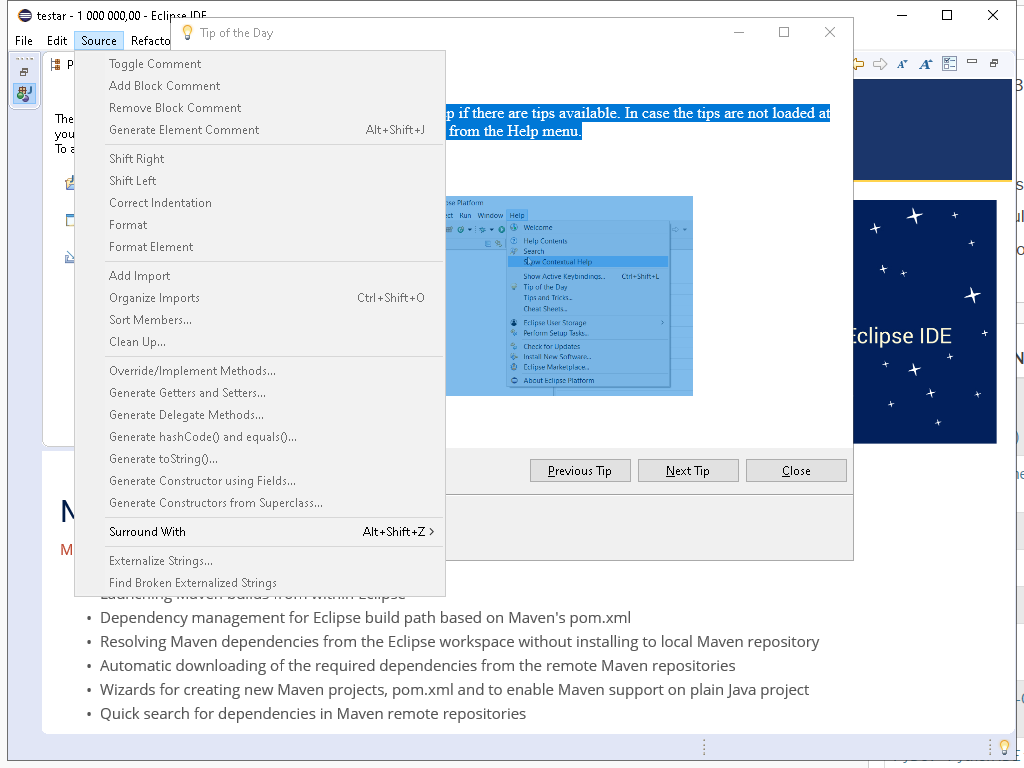 testar - 1 000 000,00 - Eclipse IDE
Tip of the Day
File Edit Source Refacto
Toggle Comment
Add Block Comment
Remove Block Comment
Generate Element Comment Alt+Shift+J
Shift Right
Shift Left
Correct Indentation
Format
Format Element
Add Import
Organize Imports Ctrl+Shift+O
Sort Members...
Clean Up...
Override/Implement Methods...
Generate Getters and Setters...
Generate Delegate Methods...
Generate hashCode() and equals()...
Generate toString()...
Generate Constructor using Fields...
Generate Constructors from Superclass...
Surround With Alt+Shift+Z
Externalize Strings...
Find Broken Externalized Strings
P
The
you
To a
p if there are tips available. In case the tips are not loaded at
from the Help menu.
se Platform
ct Run Window Help
Welcome
Help Contents
Search
Show Contextual Help
Show Active Keybindings... Ctrl+Shift+L
Tip of the Day
Tips and Tricks...
Cheat Sheets...
Eclipse User Storage
Perform Setup Tasks...
Check for Updates
Install New Software...
Eclipse Marketplace...
About Eclipse Platform
Previous Tip Next Tip Close
Eclipse IDE
N
M
Launching Maven builds from within Eclipse
• Dependency management for Eclipse build path based on Maven's pom.xml
• Resolving Maven dependencies from the Eclipse workspace without installing to local Maven repository
• Automatic downloading of the required dependencies from the remote Maven repositories
• Wizards for creating new Maven projects, pom.xml and to enable Maven support on plain Java project
• Quick search for dependencies in Maven remote repositories